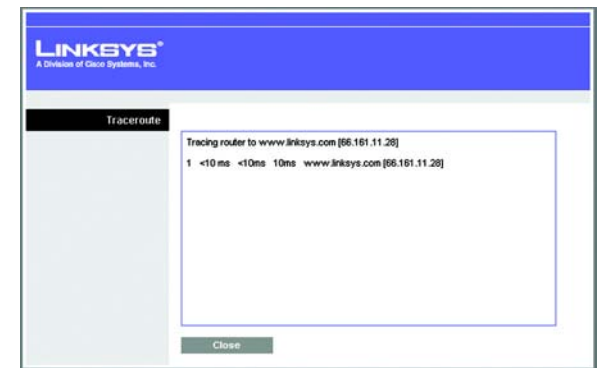 LINKSYS®
A Division of Cisco Systems, Inc.
Traceroute
Tracing router to www.linksys.com [66.161.11.28]
1 <10 ms <10ms 10ms www.linksys.com [66.161.11.28]
Close